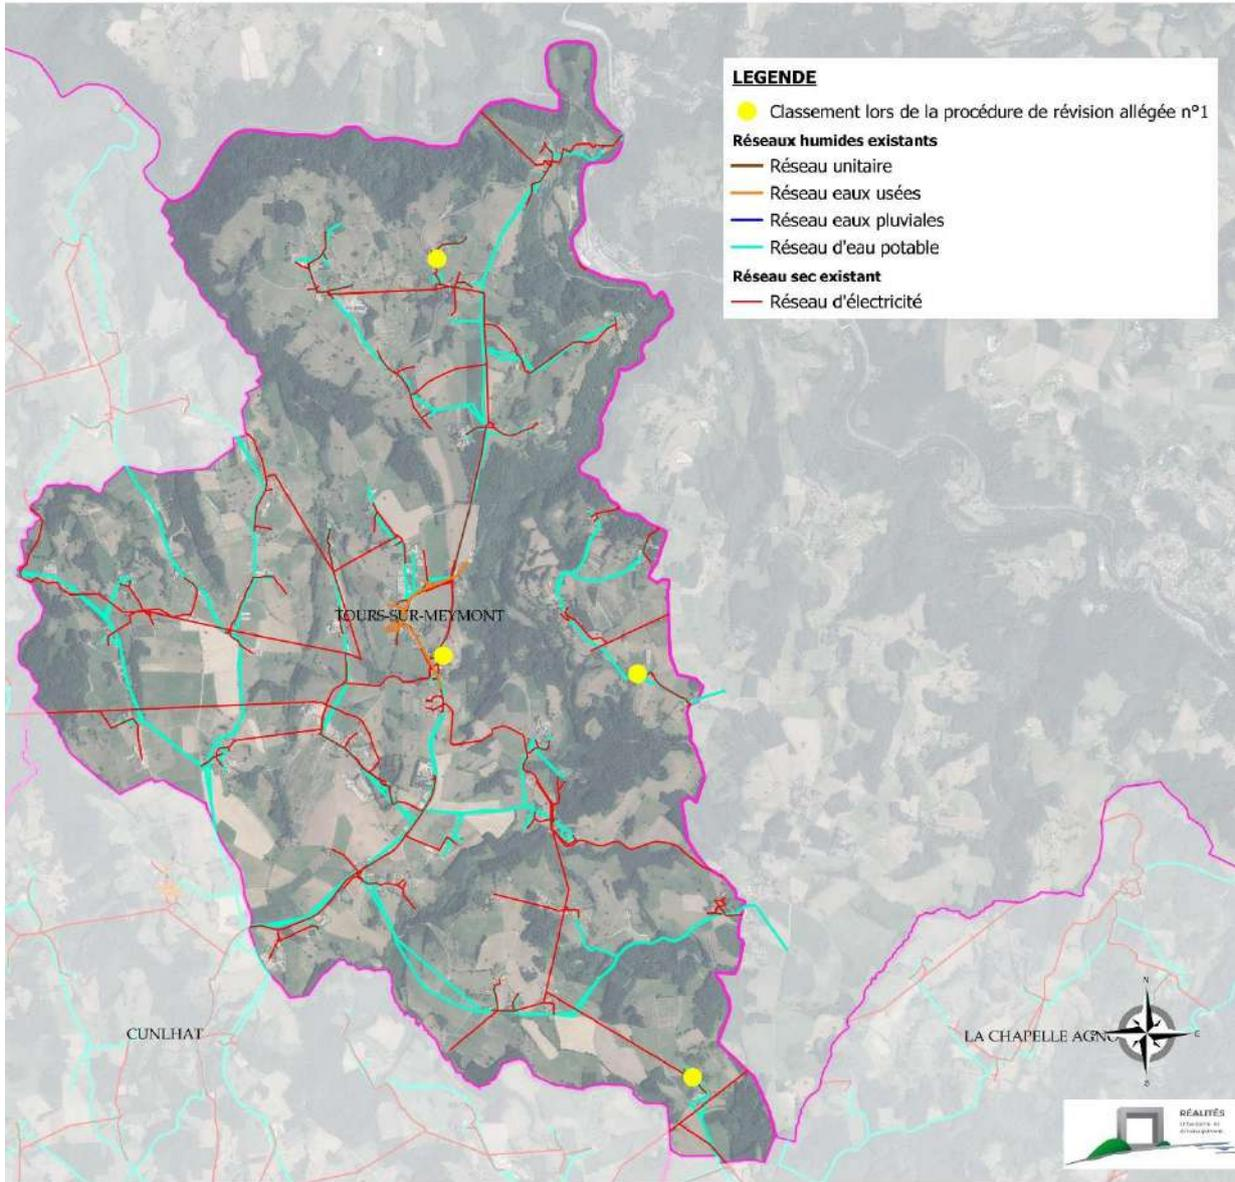 LEGENDE
Classement lors de la procédure de révision allégée n°1
Réseaux humides existants
Réseau unitaire
Réseau eaux usées
Réseau eaux pluviales
Réseau d'eau potable
Réseau sec existant
Réseau d'électricité
TOURS-SUR-MEYMONT
CUNLHAT
LA CHAPELLE AGNO
N
E
S
RÉALITÉS